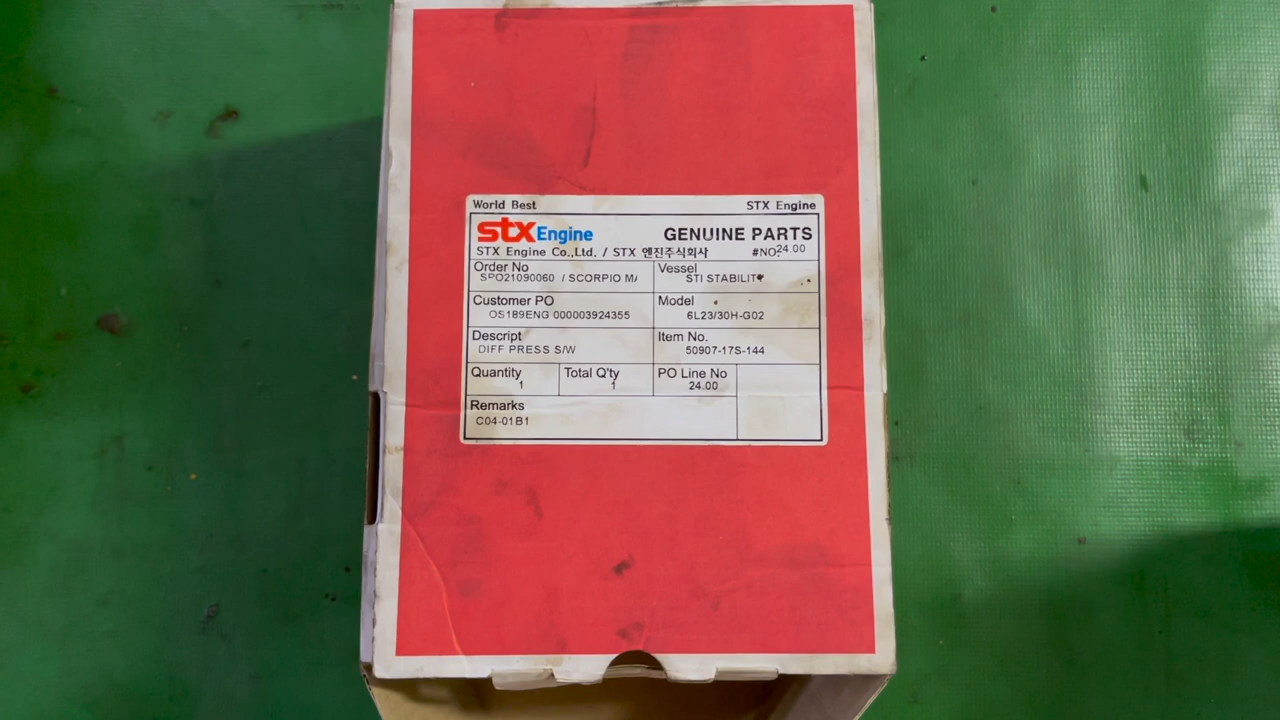 World Best STX Engine
stx Engine GENUINE PARTS
STX Engine Co.,Ltd. / STX 엔진주식회사 #NO: 24.00
Order No Vessel
SPO21090060 / SCORPIO MA STI STABILITY
Customer PO Model
OS189ENG 000003924355 6L23/30H-G02
Descript Item No.
DIFF PRESS S/W 50907-17S-144
Quantity Total Q'ty PO Line No
1 1 24.00
Remarks
C04-01B1